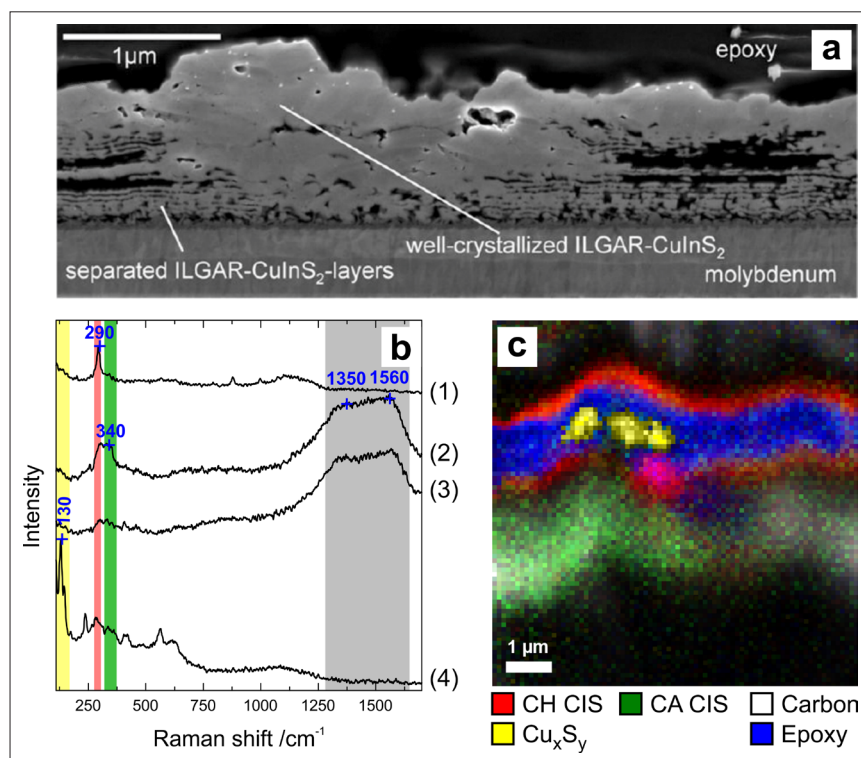 1µm
epoxy
a
well-crystallized ILGAR-CuInS₂
separated ILGAR-CuInS₂-layers
molybdenum
b
290
1350
1560
(1)
340
(2)
(3)
130
(4)
Intensity
250
500
750
1000
1250
1500
Raman shift /cm⁻¹
c
1 µm
CH CIS
CA CIS
Carbon
CuₓSᵧ
Epoxy